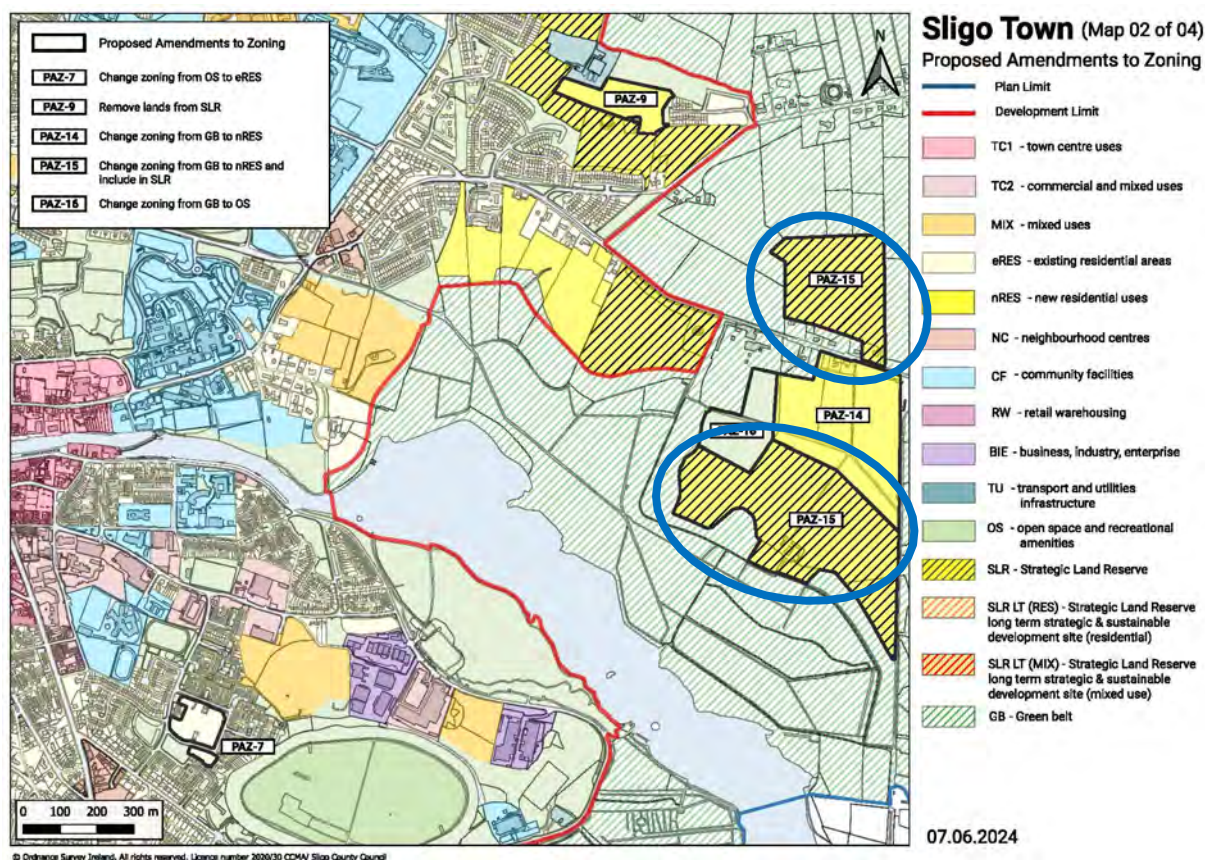 Proposed Amendments to Zoning
PAZ-7 Change zoning from OS to eRES
PAZ-9 Remove lands from SLR
PAZ-14 Change zoning from GB to nRES
PAZ-15 Change zoning from GB to nRES and
include in SLR
PAZ-16 Change zoning from GB to OS
N
PAZ-9
PAZ-15
PAZ-14
PAZ-16
PAZ-15
PAZ-7
0 100 200 300 m
© Ordnance Survey Ireland. All rights reserved. Licence number 2020/30 CCMA/ Sligo County Council
Sligo Town (Map 02 of 04)
Proposed Amendments to Zoning
Plan Limit
Development Limit
TC1 - town centre uses
TC2 - commercial and mixed uses
MIX - mixed uses
eRES - existing residential areas
nRES - new residential uses
NC - neighbourhood centres
CF - community facilities
RW - retail warehousing
BIE - business, industry, enterprise
TU - transport and utilities
infrastructure
OS - open space and recreational
amenities
SLR - Strategic Land Reserve
SLR LT (RES) - Strategic Land Reserve
long term strategic & sustainable
development site (residential)
SLR LT (MIX) - Strategic Land Reserve
long term strategic & sustainable
development site (mixed use)
GB - Green belt
07.06.2024